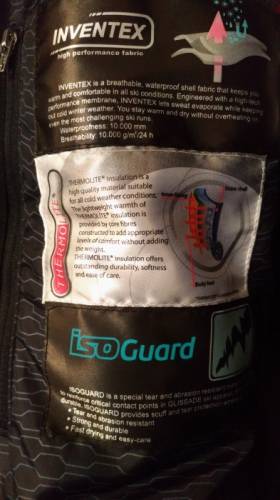 INVENTEX
high performance fabric
INVENTEX is a breathable, waterproof shell fabric that keeps you
warm and comfortable in all ski conditions. Engineered with a high-tech
performance membrane, INVENTEX lets sweat evaporate while keeping
out cold winter weather. You stay warm and dry without overheating on
even the most challenging ski runs.
Waterproofness: 10.000 mm
Breathability: 10.000 g/m²/24 h
THERMOLITE®
THERMOLITE® insulation is a
high quality material suitable
for all cold weather conditions.
The lightweight warmth of
THERMOLITE® insulation is
provided by core fibres
constructed to add appropriate
levels of comfort without adding
the weight.
THERMOLITE® insulation offers
outstanding durability, softness
and ease of care.
Body heat
isoGuard
ISOGUARD is a special tear and abrasion resistant
to reinforce critical contact points in GLISSADE ski apparel.
durable, ISOGUARD provides scuff and tear protection
• Tear and abrasion resistant
• Strong and durable
• Fast drying and easy-care